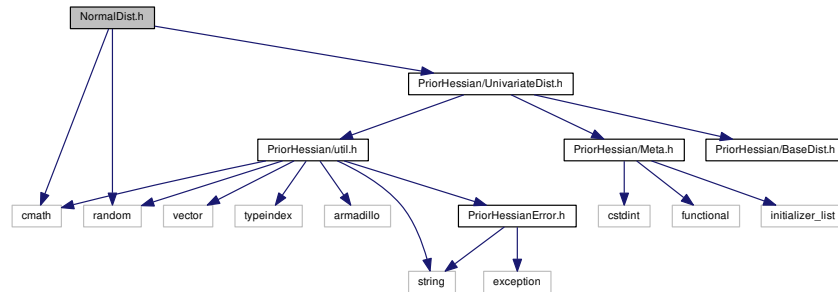 NormalDist.h
PriorHessian/UnivariateDist.h
PriorHessian/util.h
PriorHessian/Meta.h
PriorHessian/BaseDist.h
cmath
random
vector
typeindex
armadillo
PriorHessianError.h
cstdint
functional
initializer_list
string
exception